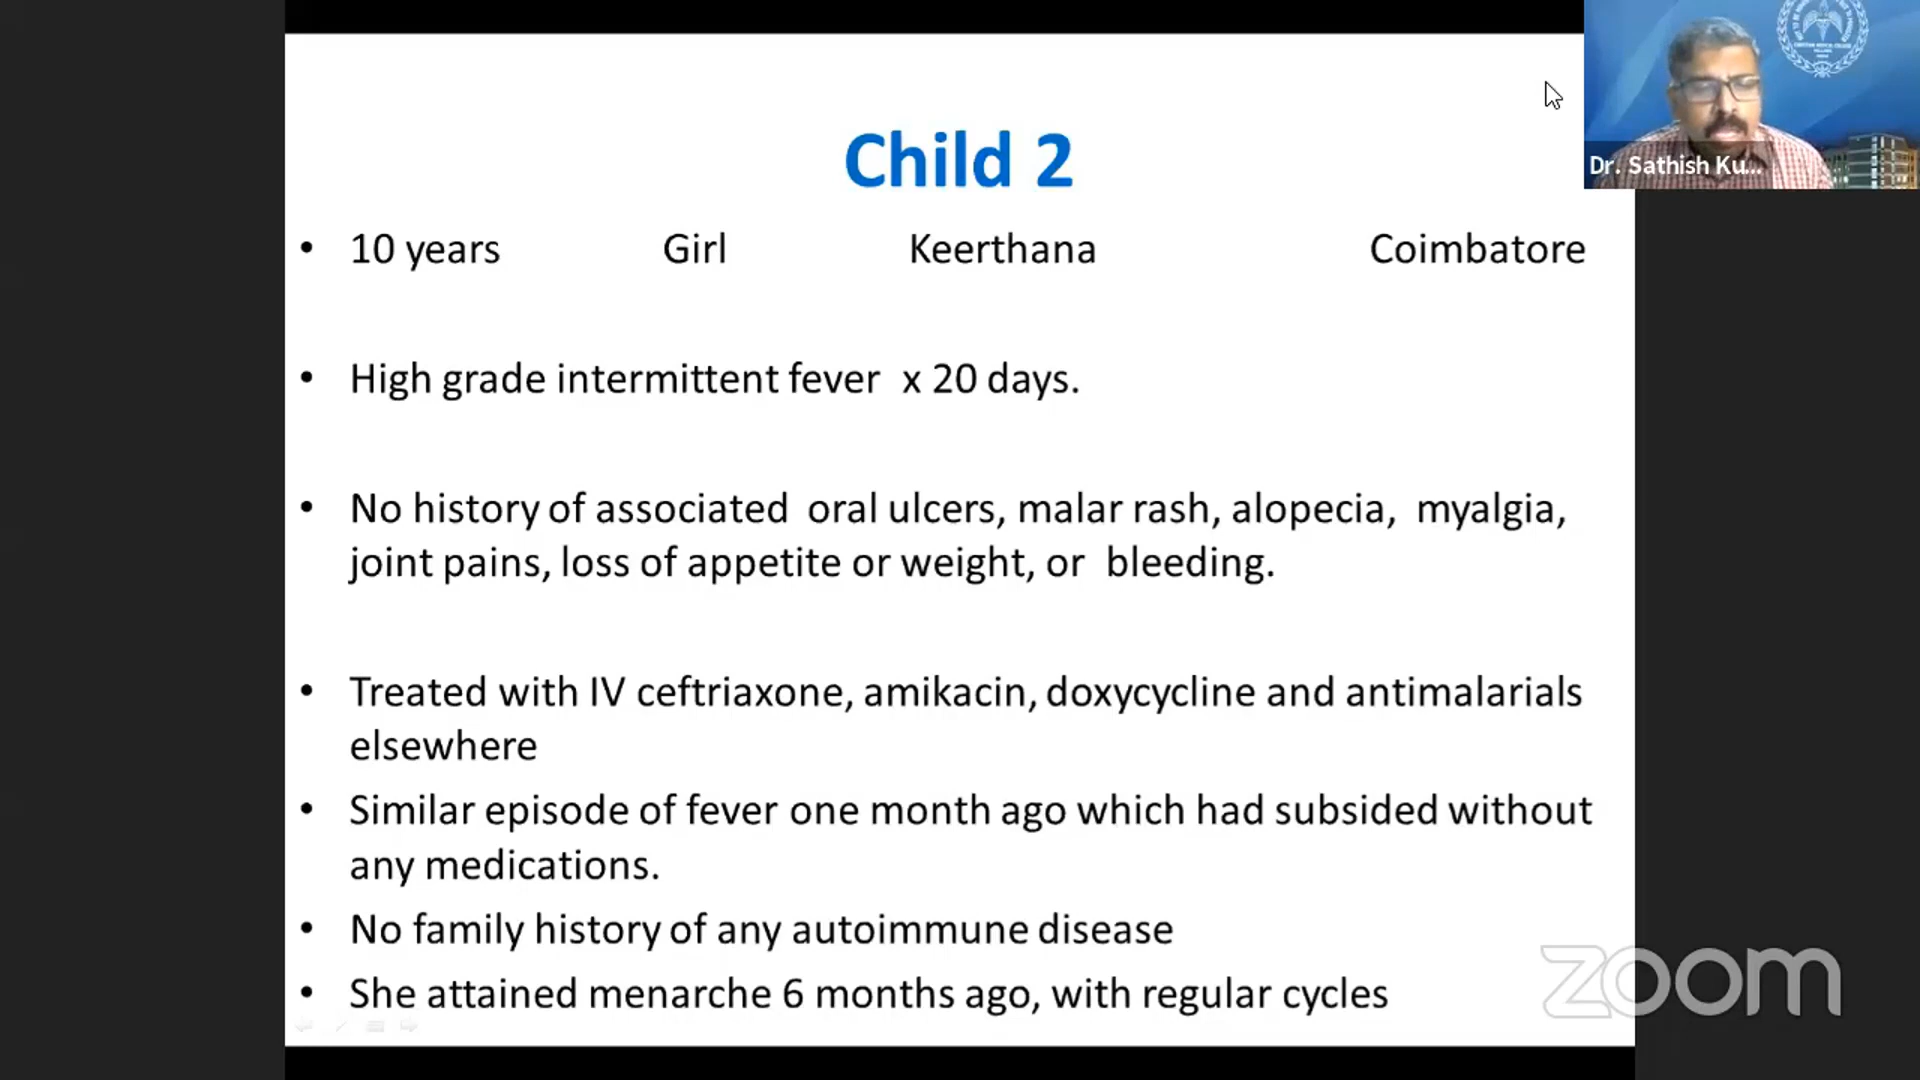 Child 2
Dr. Sathish Ku...
• 10 years Girl Keerthana Coimbatore
• High grade intermittent fever x 20 days.
• No history of associated oral ulcers, malar rash, alopecia, myalgia,
joint pains, loss of appetite or weight, or bleeding.
• Treated with IV ceftriaxone, amikacin, doxycycline and antimalarials
elsewhere
• Similar episode of fever one month ago which had subsided without
any medications.
• No family history of any autoimmune disease
• She attained menarche 6 months ago, with regular cycles
zoom